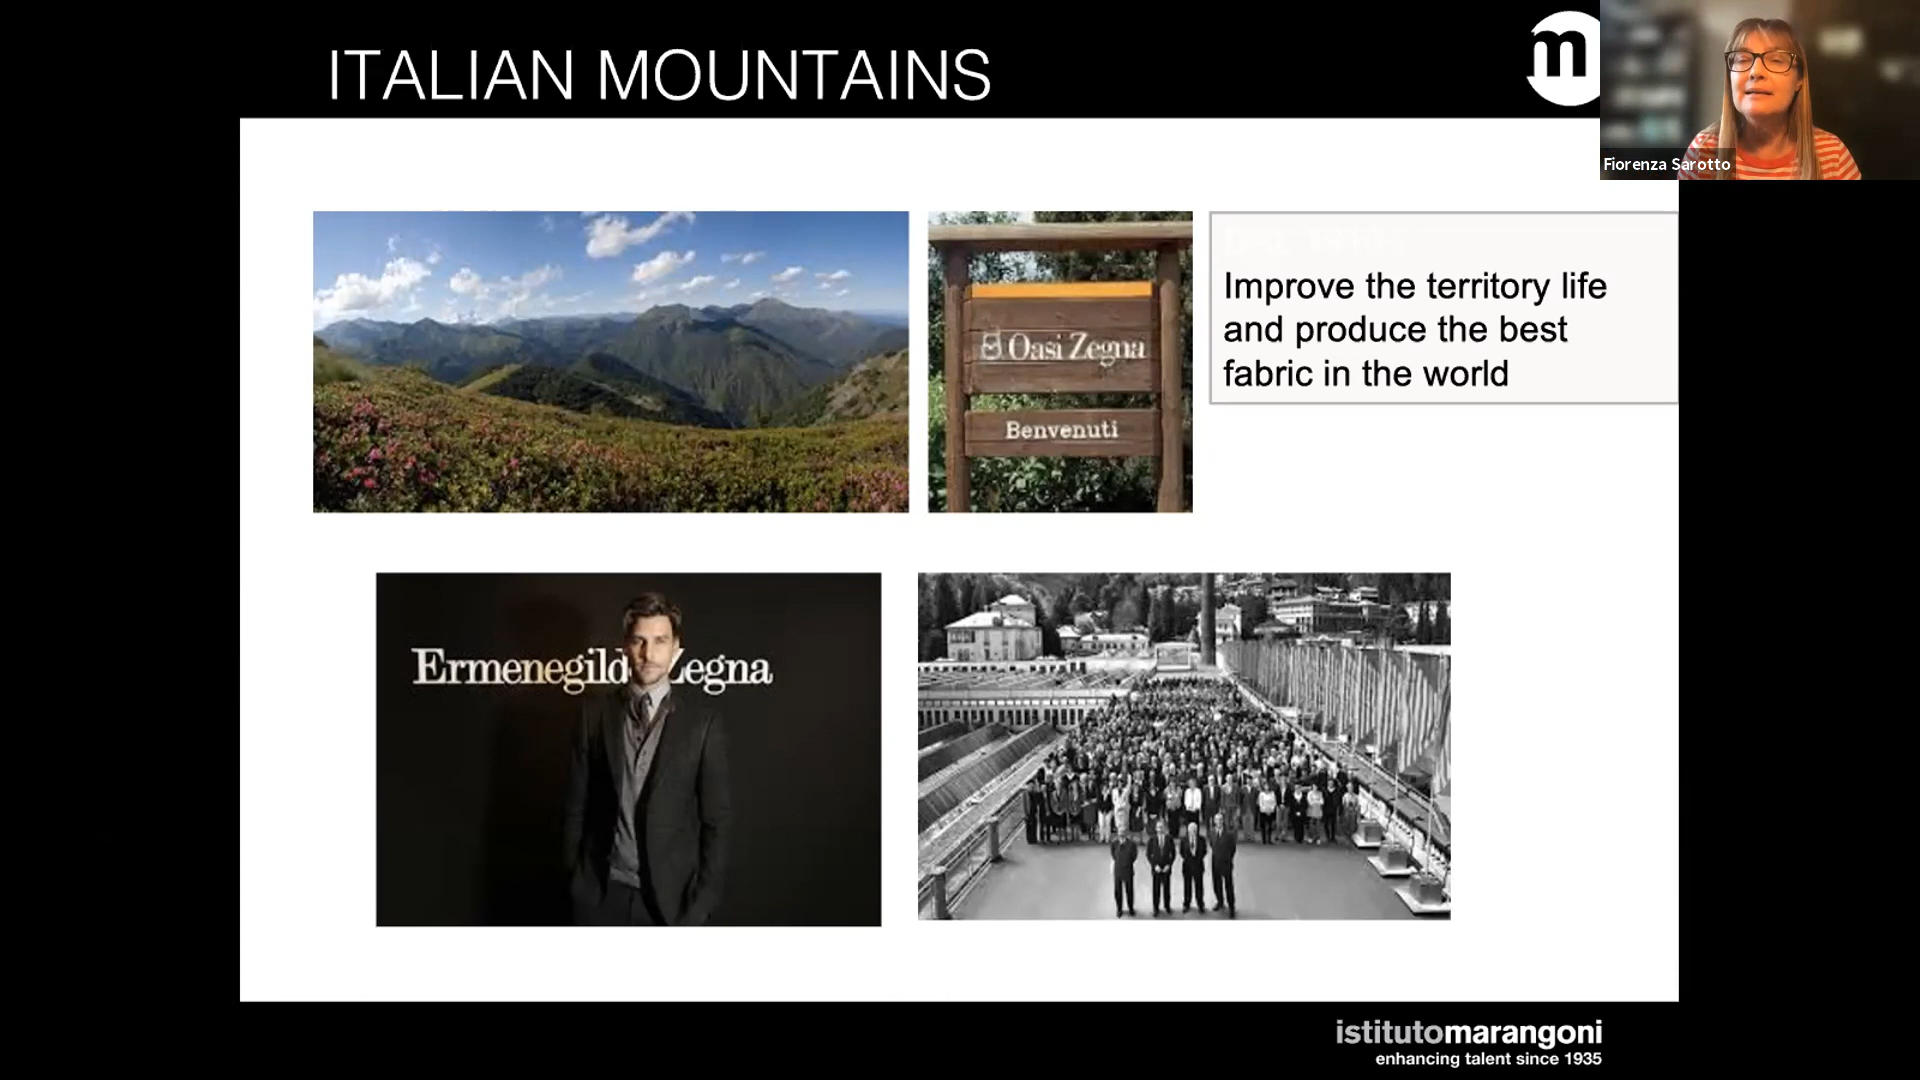 ITALIAN MOUNTAINS
m
Fiorenza Sarotto
Oasi Zegna
Benvenuti
Improve the territory life
and produce the best
fabric in the world
Ermenegild Zegna
istitutomarangoni
enhancing talent since 1935